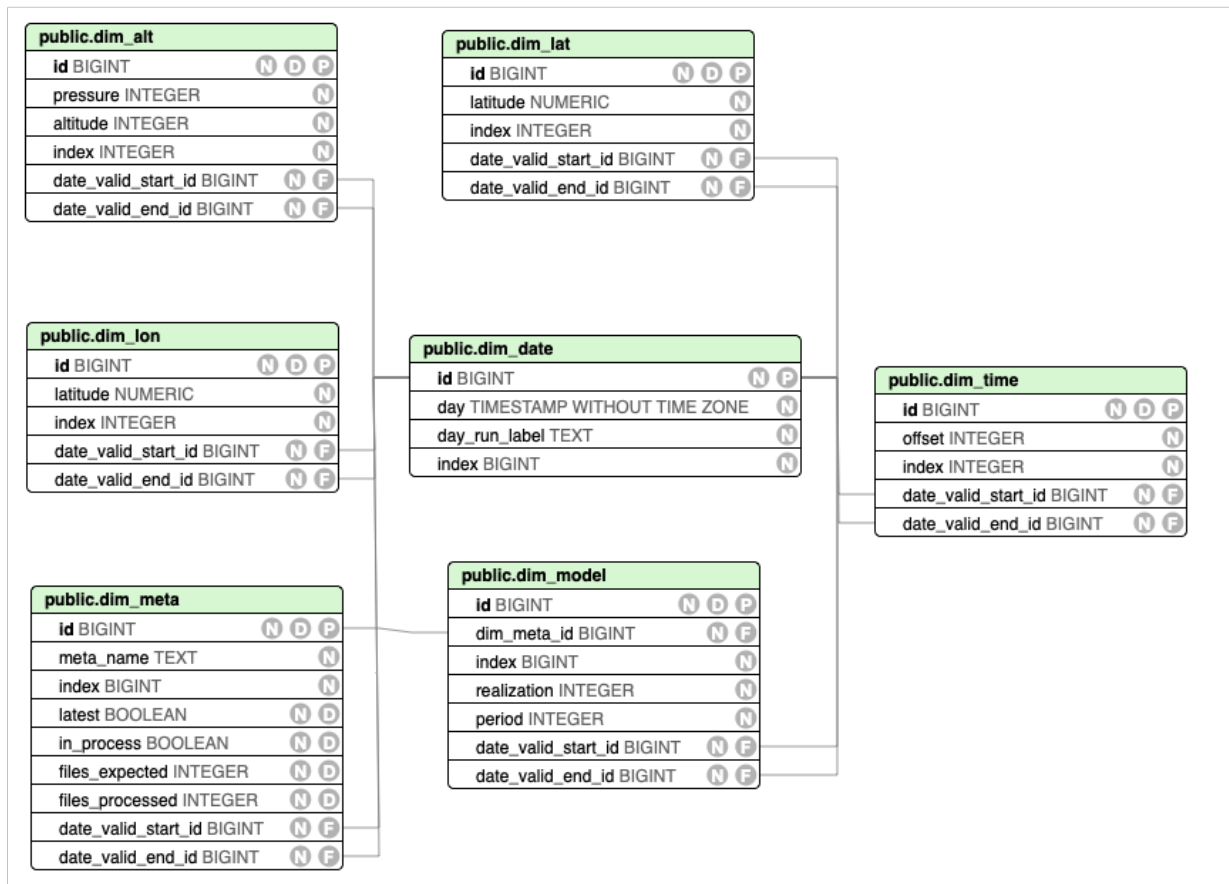 public.dim_alt
id BIGINT N D P
pressure INTEGER N
altitude INTEGER N
index INTEGER N
date_valid_start_id BIGINT N F
date_valid_end_id BIGINT N F
public.dim_lat
id BIGINT N D P
latitude NUMERIC N
index INTEGER N
date_valid_start_id BIGINT N F
date_valid_end_id BIGINT N F
public.dim_lon
id BIGINT N D P
latitude NUMERIC N
index INTEGER N
date_valid_start_id BIGINT N F
date_valid_end_id BIGINT N F
public.dim_date
id BIGINT N P
day TIMESTAMP WITHOUT TIME ZONE N
day_run_label TEXT N
index BIGINT N
public.dim_time
id BIGINT N D P
offset INTEGER N
index INTEGER N
date_valid_start_id BIGINT N F
date_valid_end_id BIGINT N F
public.dim_meta
id BIGINT N D P
meta_name TEXT N
index BIGINT N
latest BOOLEAN N D
in_process BOOLEAN N D
files_expected INTEGER N D
files_processed INTEGER N D
date_valid_start_id BIGINT N F
date_valid_end_id BIGINT N F
public.dim_model
id BIGINT N D P
dim_meta_id BIGINT N F
index BIGINT N
realization INTEGER N
period INTEGER N
date_valid_start_id BIGINT N F
date_valid_end_id BIGINT N F